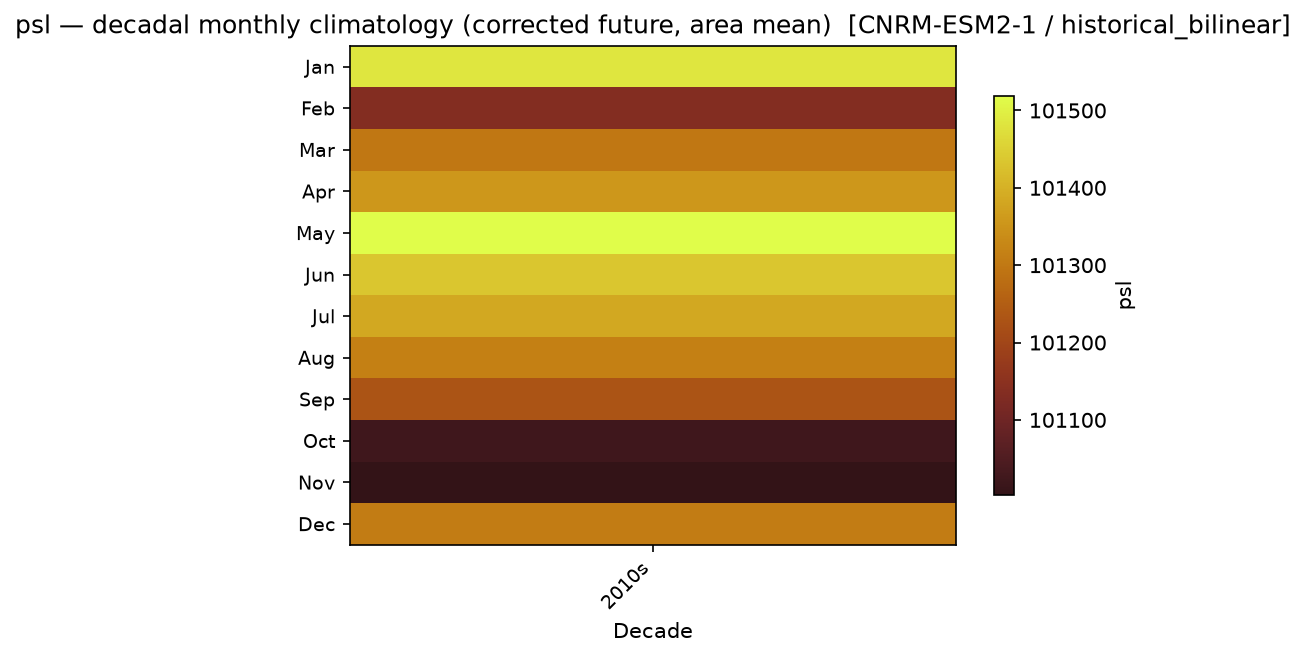 psl — decadal monthly climatology (corrected future, area mean)  [CNRM-ESM2-1 / historical_bilinear]
Jan
Feb
Mar
Apr
May
Jun
Jul
Aug
Sep
Oct
Nov
Dec
2010s
Decade
101500
101400
101300
101200
101100
psl